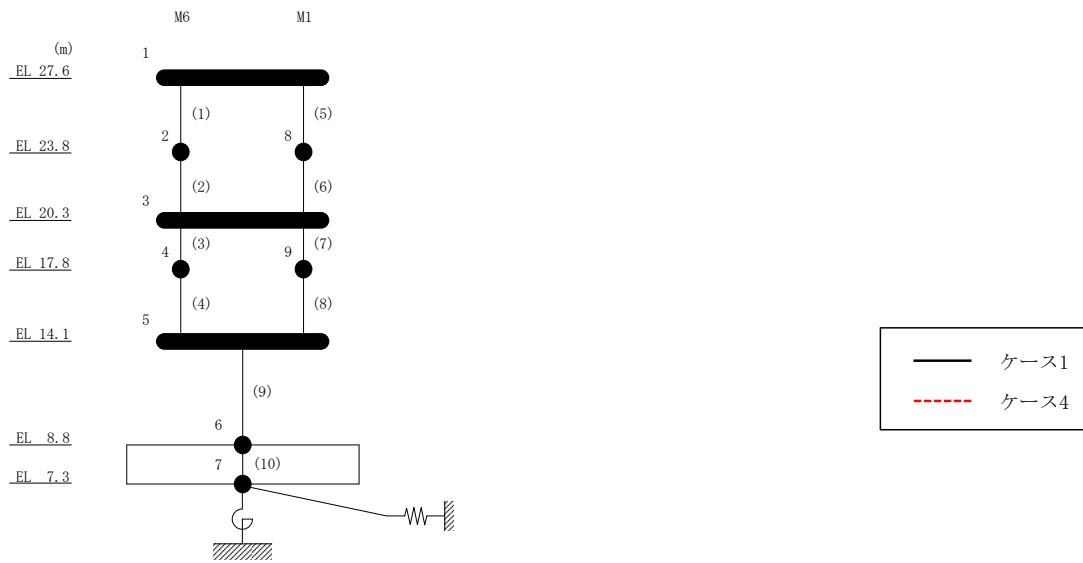 M6 M1
(m)
1
EL 27.6
(1) (5)
2 8
EL 23.8
(2) (6)
3
EL 20.3
(3) (7)
4 9
EL 17.8
(4) (8)
5
EL 14.1
ケース1
(9)
ケース4
6
EL 8.8
7 (10)
EL 7.3